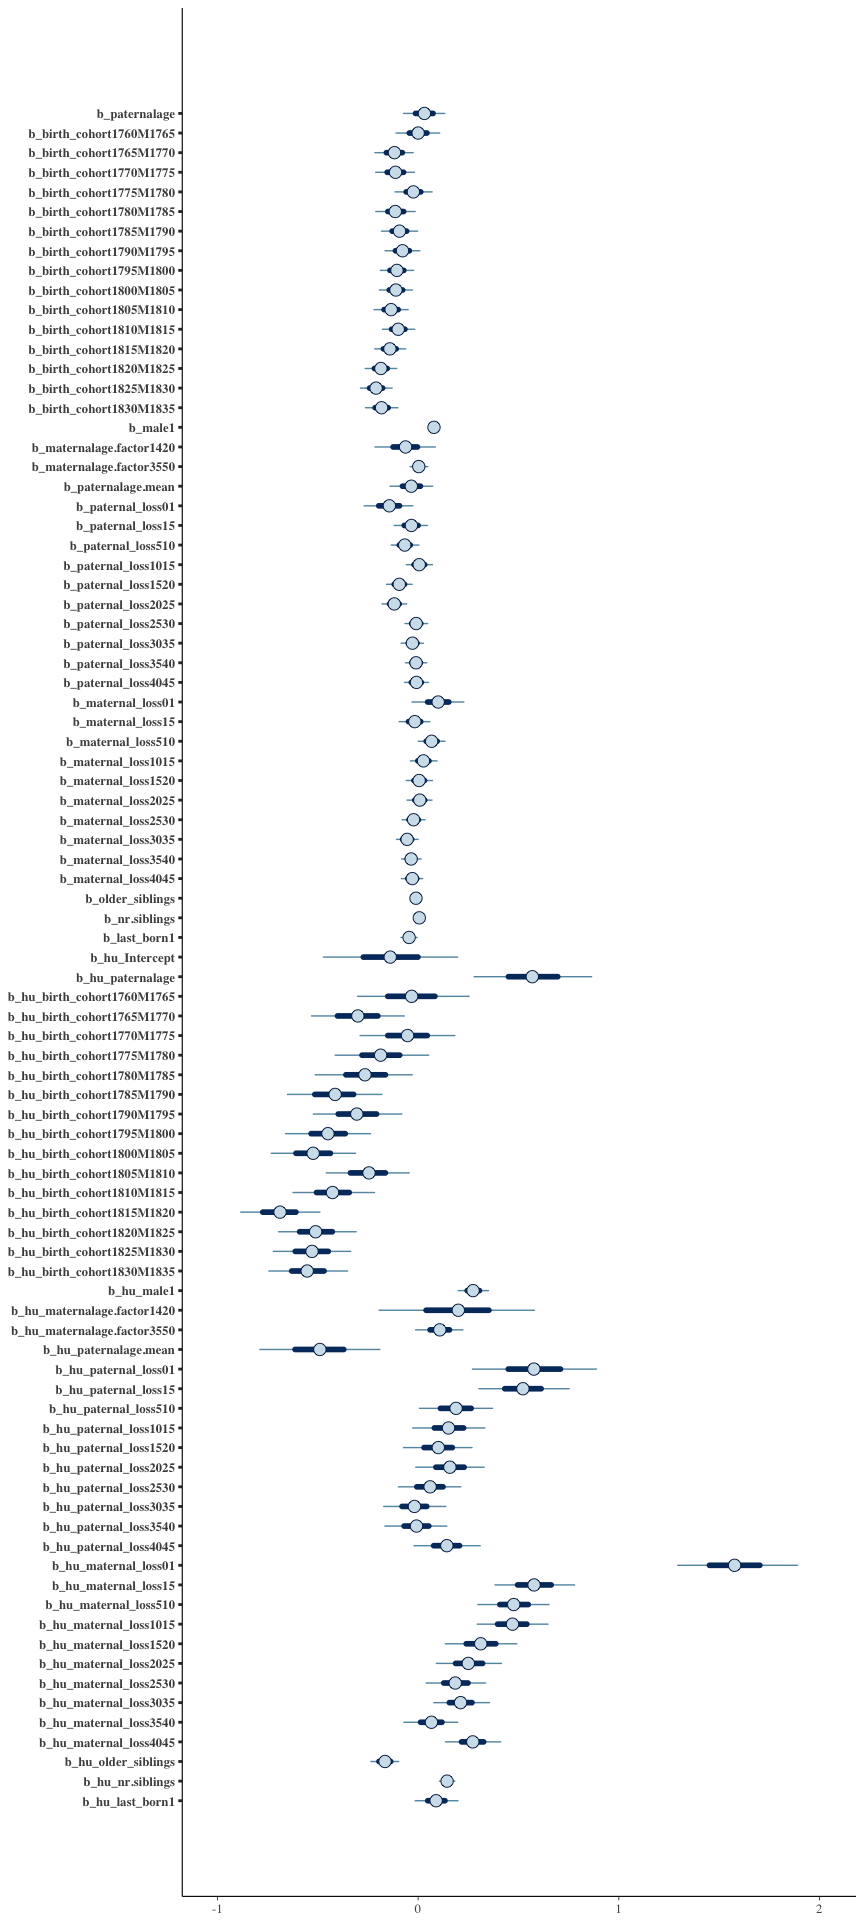 b_paternalage
b_birth_cohort1760M1765
b_birth_cohort1765M1770
b_birth_cohort1770M1775
b_birth_cohort1775M1780
b_birth_cohort1780M1785
b_birth_cohort1785M1790
b_birth_cohort1790M1795
b_birth_cohort1795M1800
b_birth_cohort1800M1805
b_birth_cohort1805M1810
b_birth_cohort1810M1815
b_birth_cohort1815M1820
b_birth_cohort1820M1825
b_birth_cohort1825M1830
b_birth_cohort1830M1835
b_male1
b_maternalage.factor1420
b_maternalage.factor3550
b_paternalage.mean
b_paternal_loss01
b_paternal_loss15
b_paternal_loss510
b_paternal_loss1015
b_paternal_loss1520
b_paternal_loss2025
b_paternal_loss2530
b_paternal_loss3035
b_paternal_loss3540
b_paternal_loss4045
b_maternal_loss01
b_maternal_loss15
b_maternal_loss510
b_maternal_loss1015
b_maternal_loss1520
b_maternal_loss2025
b_maternal_loss2530
b_maternal_loss3035
b_maternal_loss3540
b_maternal_loss4045
b_older_siblings
b_nr.siblings
b_last_born1
b_hu_Intercept
b_hu_paternalage
b_hu_birth_cohort1760M1765
b_hu_birth_cohort1765M1770
b_hu_birth_cohort1770M1775
b_hu_birth_cohort1775M1780
b_hu_birth_cohort1780M1785
b_hu_birth_cohort1785M1790
b_hu_birth_cohort1790M1795
b_hu_birth_cohort1795M1800
b_hu_birth_cohort1800M1805
b_hu_birth_cohort1805M1810
b_hu_birth_cohort1810M1815
b_hu_birth_cohort1815M1820
b_hu_birth_cohort1820M1825
b_hu_birth_cohort1825M1830
b_hu_birth_cohort1830M1835
b_hu_male1
b_hu_maternalage.factor1420
b_hu_maternalage.factor3550
b_hu_paternalage.mean
b_hu_paternal_loss01
b_hu_paternal_loss15
b_hu_paternal_loss510
b_hu_paternal_loss1015
b_hu_paternal_loss1520
b_hu_paternal_loss2025
b_hu_paternal_loss2530
b_hu_paternal_loss3035
b_hu_paternal_loss3540
b_hu_paternal_loss4045
b_hu_maternal_loss01
b_hu_maternal_loss15
b_hu_maternal_loss510
b_hu_maternal_loss1015
b_hu_maternal_loss1520
b_hu_maternal_loss2025
b_hu_maternal_loss2530
b_hu_maternal_loss3035
b_hu_maternal_loss3540
b_hu_maternal_loss4045
b_hu_older_siblings
b_hu_nr.siblings
b_hu_last_born1
-1 0 1 2